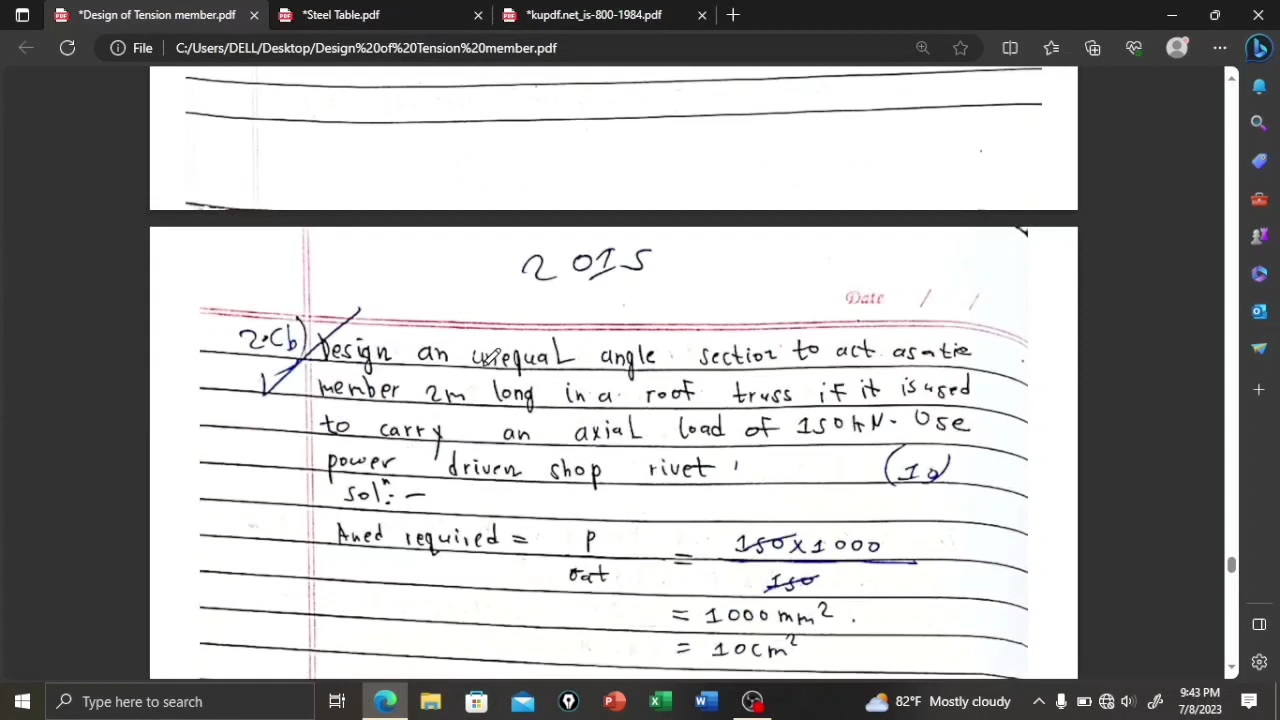 *Design of Tension member.pdf
*Steel Table.pdf
*kupdf.net_is-800-1984.pdf
File
C:/Users/DELL/Desktop/Design%20of%20Tension%20member.pdf
2015
Date / /
2.(b) Design an unequal angle section to act as a tie
member 2m long in a roof truss if it is used
to carry an axial load of 150kN. Use
power driven shop rivet. (10)
solⁿ: -
Aned required = P / σat = 150×1000 / 150
= 1000 mm².
= 10cm²
Type here to search
82°F Mostly cloudy
9:43 PM
7/8/2023